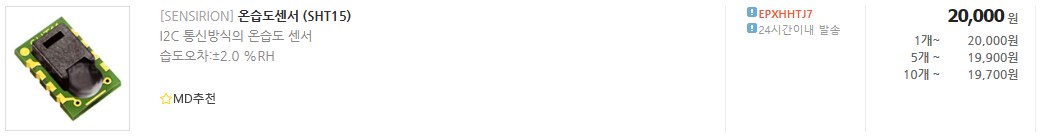 [SENSIRION] 온습도센서 (SHT15)
I2C 통신방식의 온습도 센서
습도오차:±2.0 %RH
☆MD추천
EPXHHTJ7
24시간이내 발송
20,000 원
1개~ 20,000원
5개 ~ 19,900원
10개 ~ 19,700원